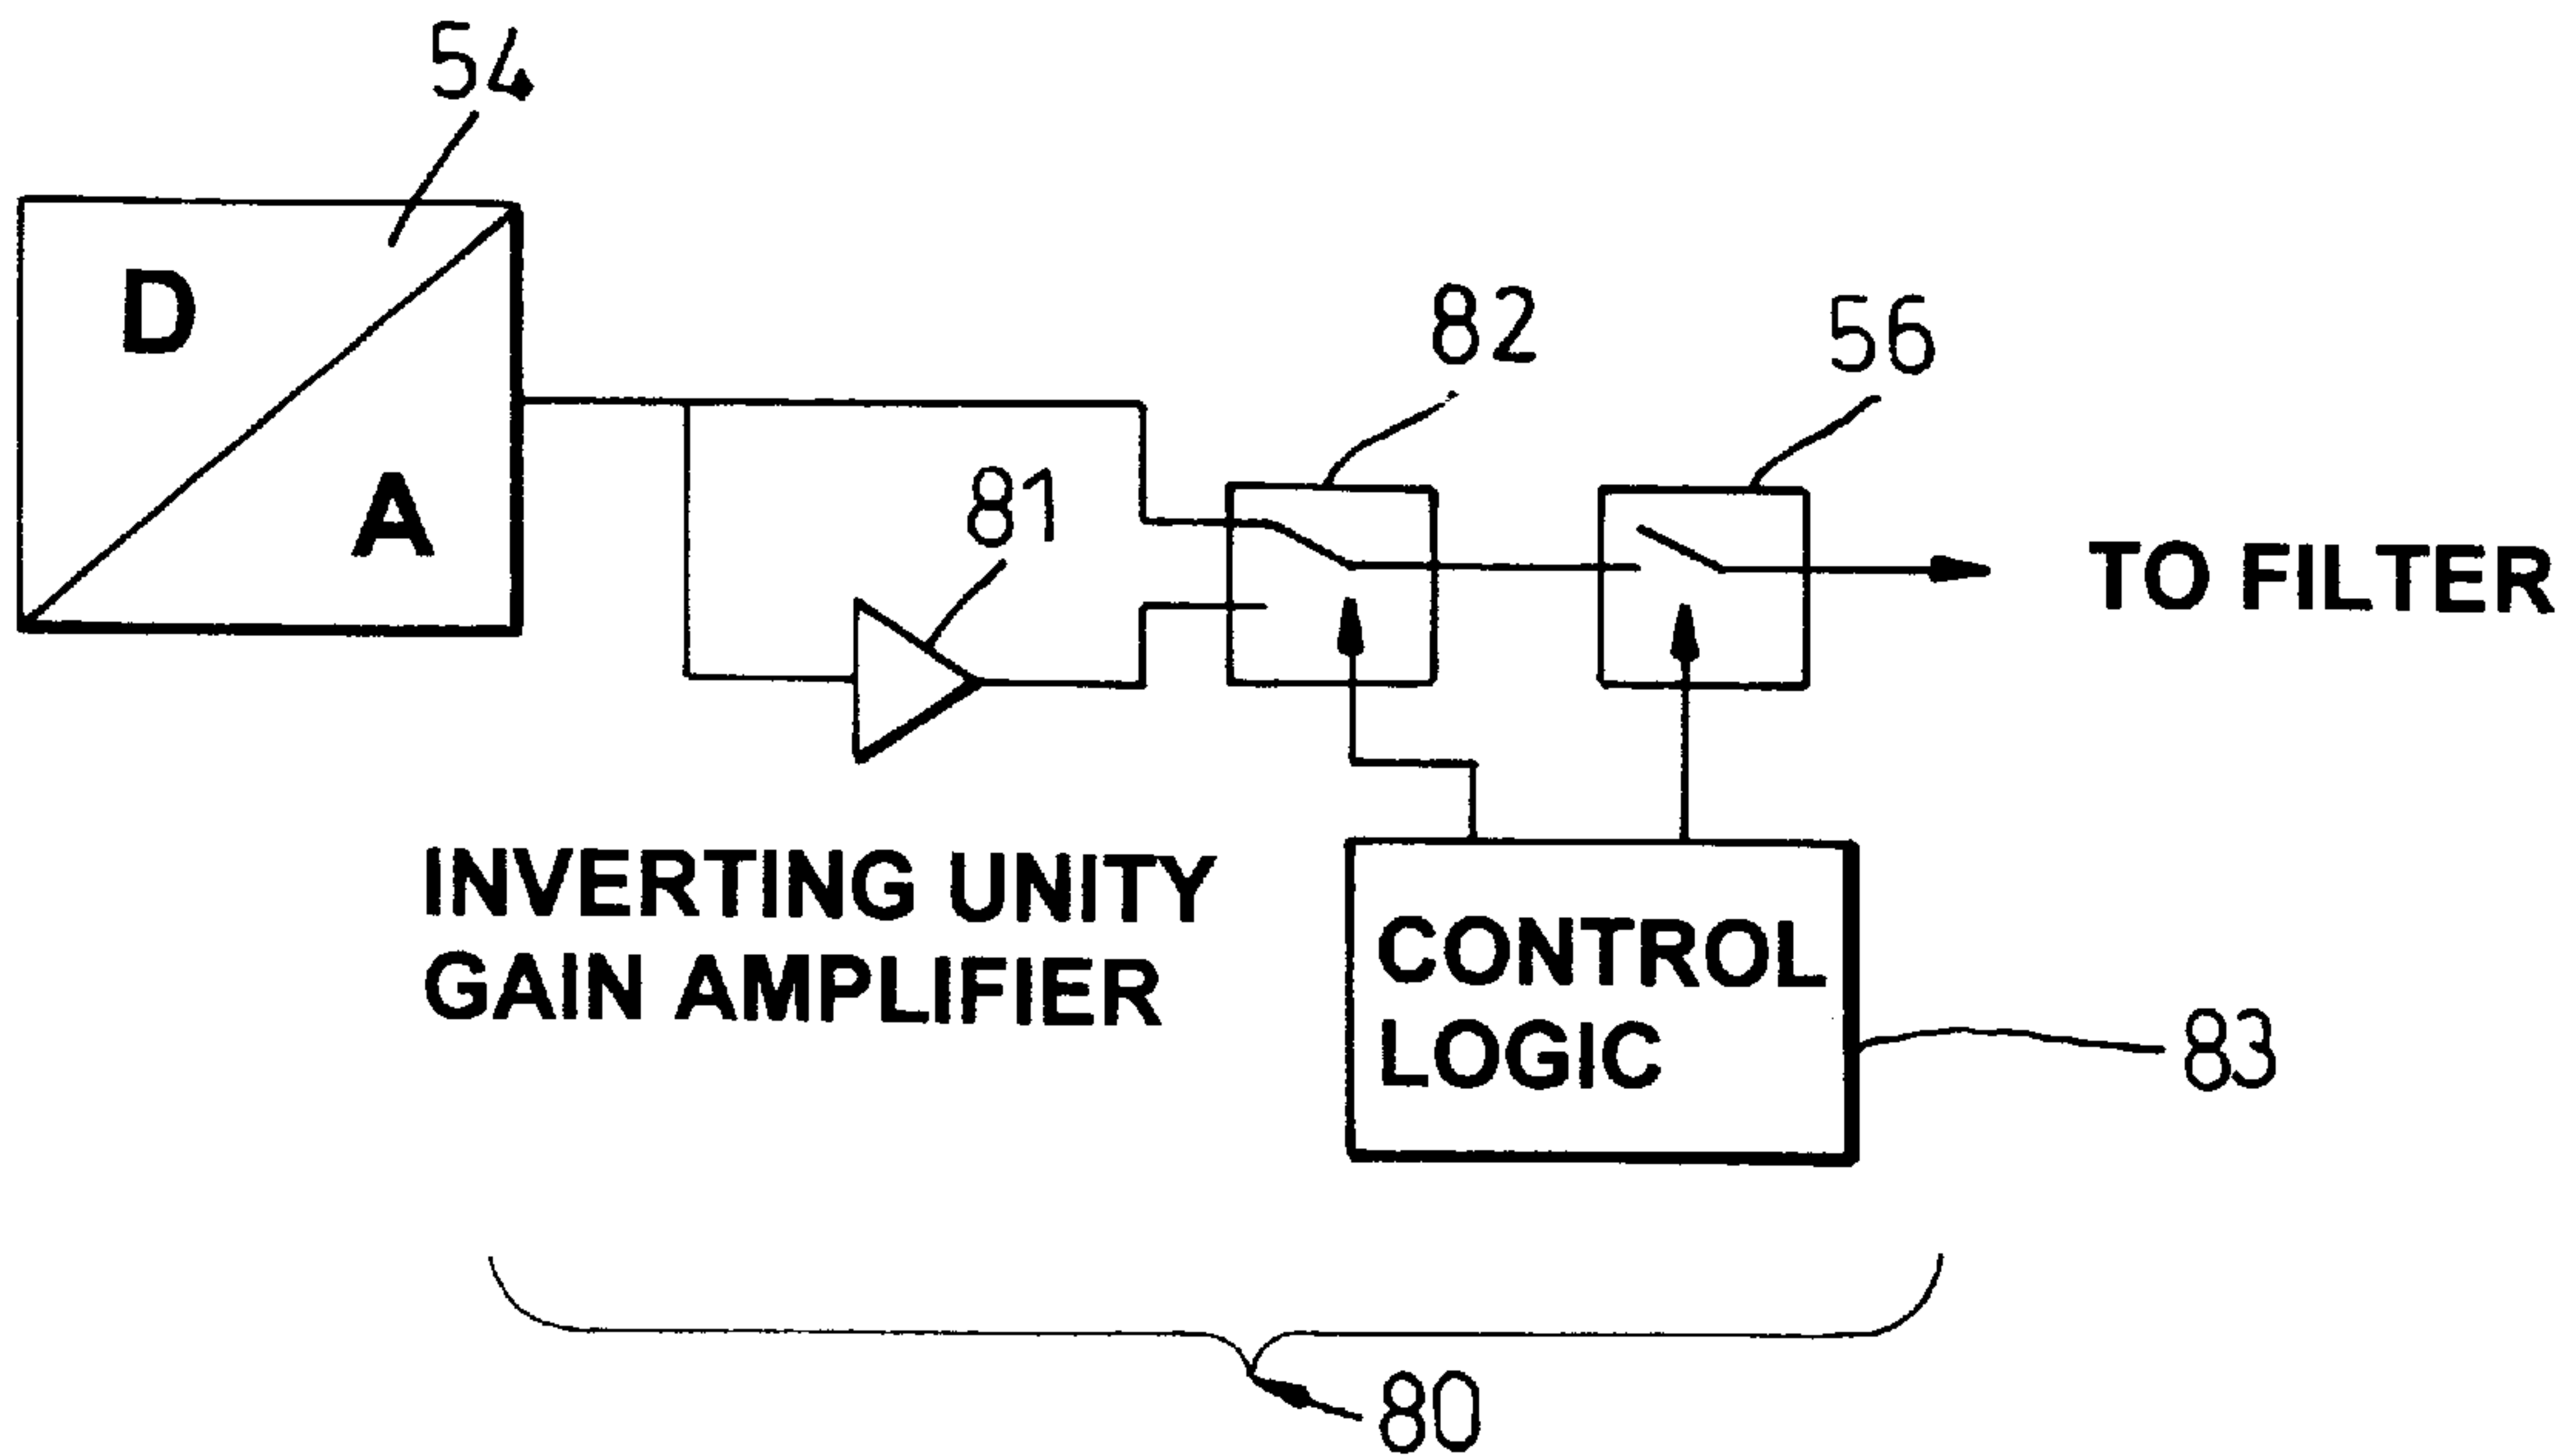 54
D
A
82
56
81
TO FILTER
INVERTING UNITY
GAIN AMPLIFIER
CONTROL
LOGIC
83
80